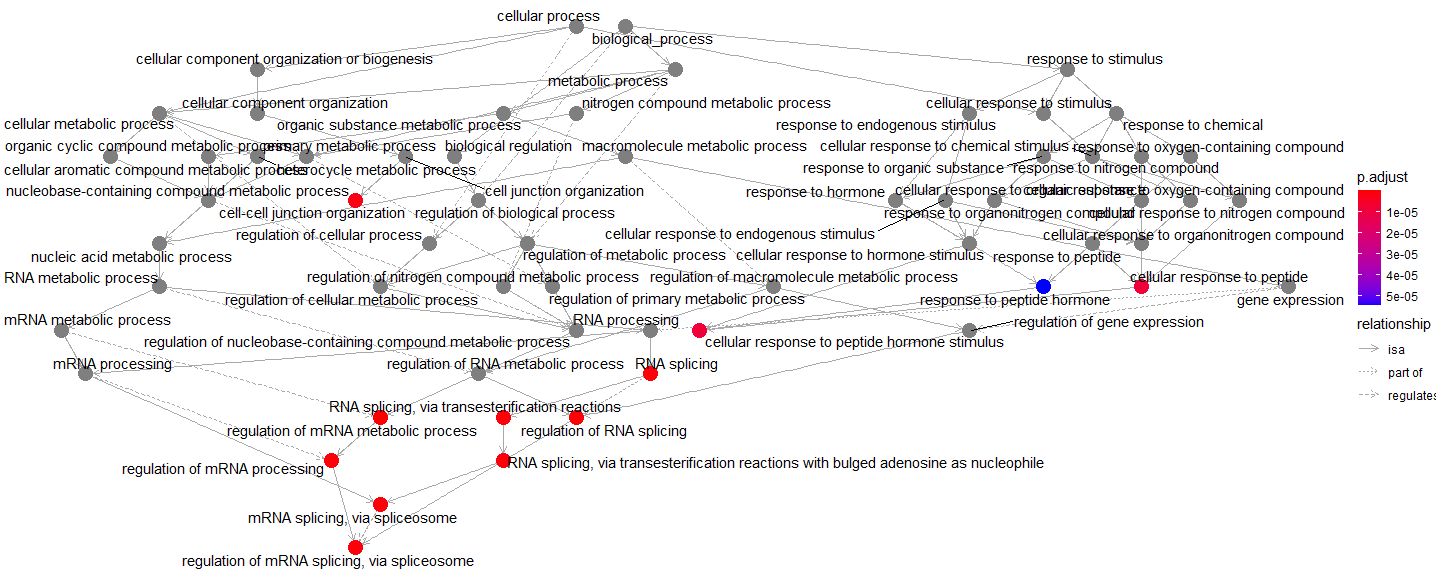 cellular process
biological_process
cellular component organization or biogenesis
response to stimulus
metabolic process
cellular component organization
nitrogen compound metabolic process
cellular response to stimulus
cellular metabolic process
organic substance metabolic process
response to endogenous stimulus
response to chemical
organic cyclic compound metabolic process
primary metabolic process
biological regulation
macromolecule metabolic process
cellular response to chemical stimulus
response to oxygen-containing compound
cellular aromatic compound metabolic process
heterocycle metabolic process
response to organic substance
response to nitrogen compound
nucleobase-containing compound metabolic process
cell junction organization
response to hormone
cellular response to organic substance
cellular response to oxygen-containing compound
cell-cell junction organization
regulation of biological process
response to organonitrogen compound
cellular response to nitrogen compound
regulation of cellular process
cellular response to endogenous stimulus
cellular response to organonitrogen compound
nucleic acid metabolic process
regulation of metabolic process
cellular response to hormone stimulus
response to peptide
RNA metabolic process
regulation of nitrogen compound metabolic process
regulation of macromolecule metabolic process
cellular response to peptide
regulation of cellular metabolic process
regulation of primary metabolic process
response to peptide hormone
gene expression
mRNA metabolic process
RNA processing
regulation of gene expression
regulation of nucleobase-containing compound metabolic process
cellular response to peptide hormone stimulus
mRNA processing
regulation of RNA metabolic process
RNA splicing
RNA splicing, via transesterification reactions
regulation of mRNA metabolic process
regulation of RNA splicing
regulation of mRNA processing
RNA splicing, via transesterification reactions with bulged adenosine as nucleophile
mRNA splicing, via spliceosome
regulation of mRNA splicing, via spliceosome
p.adjust
1e-05
2e-05
3e-05
4e-05
5e-05
relationship
isa
part of
regulates